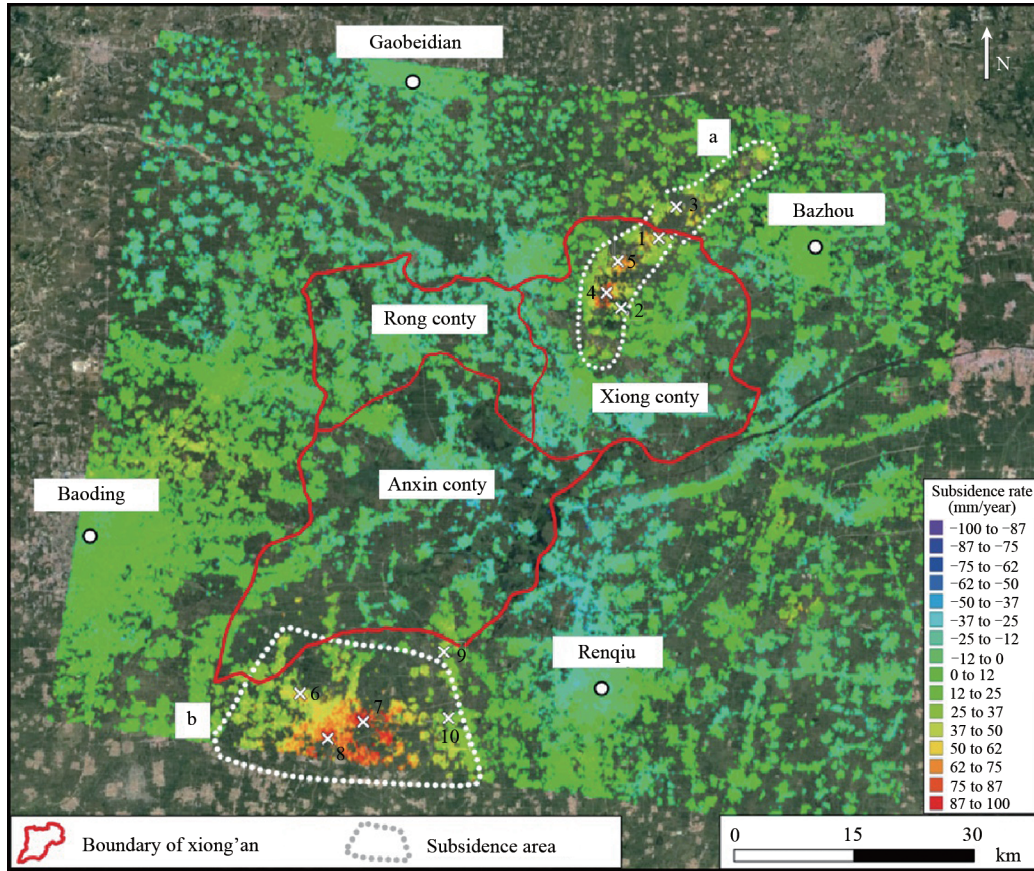 Gaobeidian
N
a
Bazhou
3
1
5
4
2
Rong conty
Xiong conty
Anxin conty
Baoding
Subsidence rate
(mm/year)
−100 to −87
−87 to −75
−75 to −62
−62 to −50
−50 to −37
−37 to −25
−25 to −12
−12 to 0
0 to 12
12 to 25
25 to 37
37 to 50
50 to 62
62 to 75
75 to 87
87 to 100
9
Renqiu
6
b
7
10
8
Boundary of xiong’an
Subsidence area
0 15 30
km